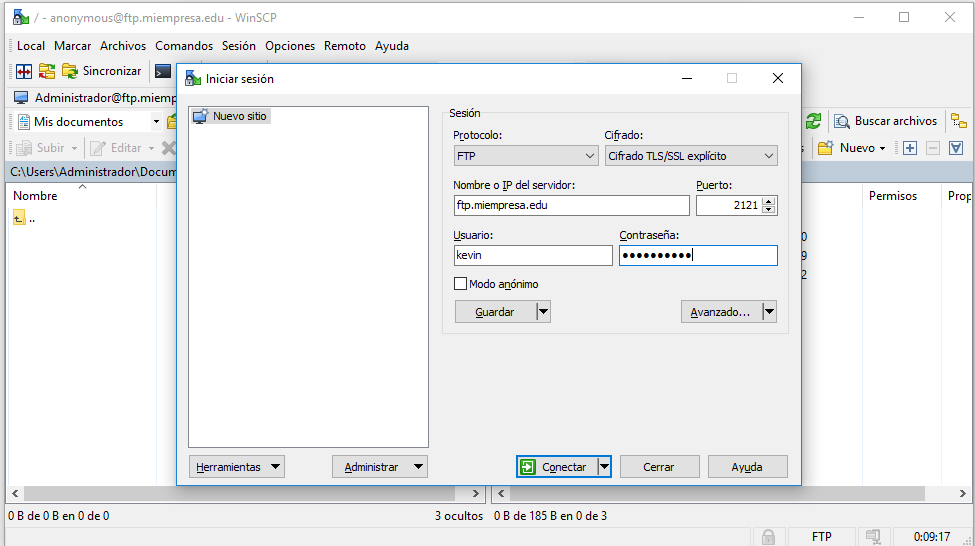 / - anonymous@ftp.miempresa.edu - WinSCP
Local Marcar Archivos Comandos Sesión Opciones Remoto Ayuda
Sincronizar
Iniciar sesión
Administrador@ftp.miemp
Mis documentos
Buscar archivos
Subir Editar
Nuevo
C:\Users\Administrador\Docum
Nombre
Permisos Prop
..
Nuevo sitio
Sesión
Protocolo: Cifrado:
FTP Cifrado TLS/SSL explícito
Nombre o IP del servidor: Puerto:
ftp.miempresa.edu 2121
Usuario: Contraseña:
kevin ●●●●●●●●●●
Modo anónimo
Guardar Avanzado...
0
9
2
Herramientas Administrar Conectar Cerrar Ayuda
0 B de 0 B en 0 de 0 3 ocultos 0 B de 185 B en 0 de 3
FTP 0:09:17